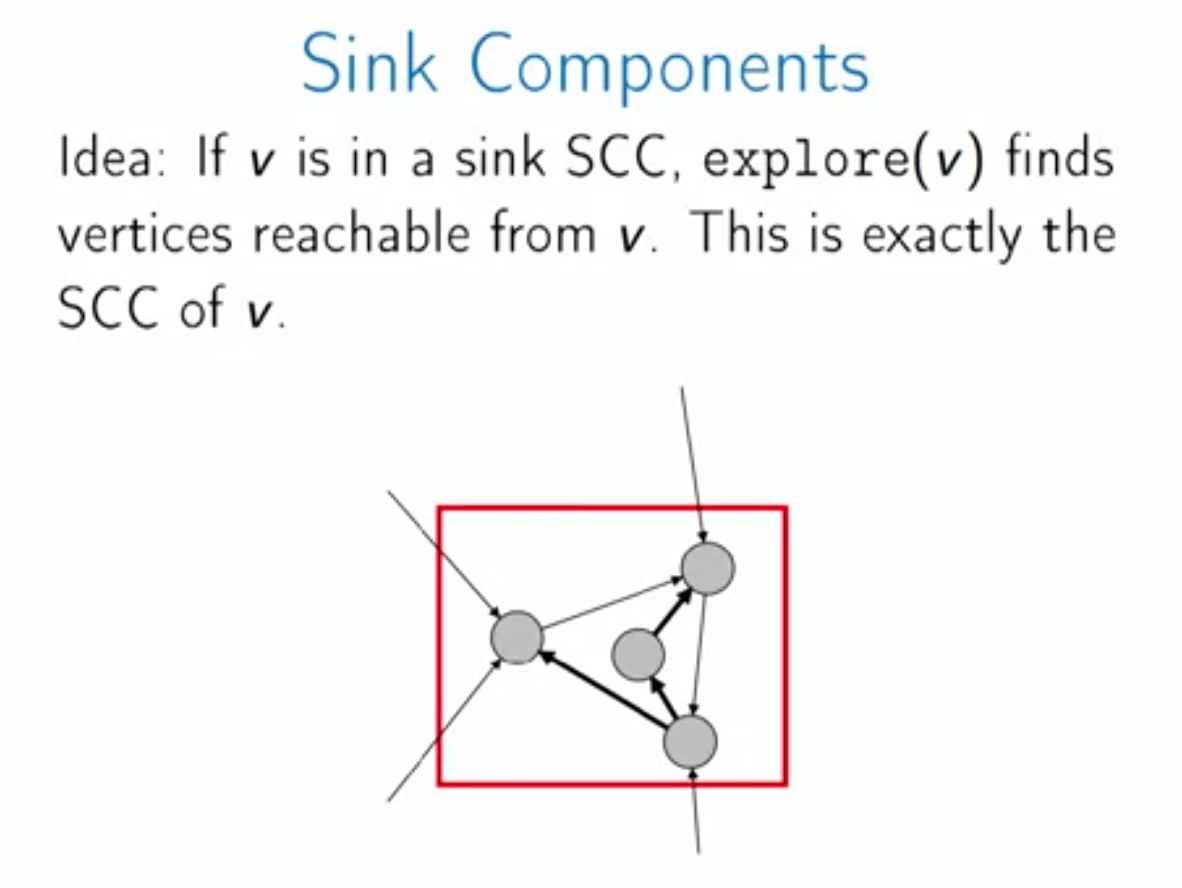 Sink Components
Idea: If v is in a sink SCC, explore(v) finds
vertices reachable from v. This is exactly the
SCC of v.